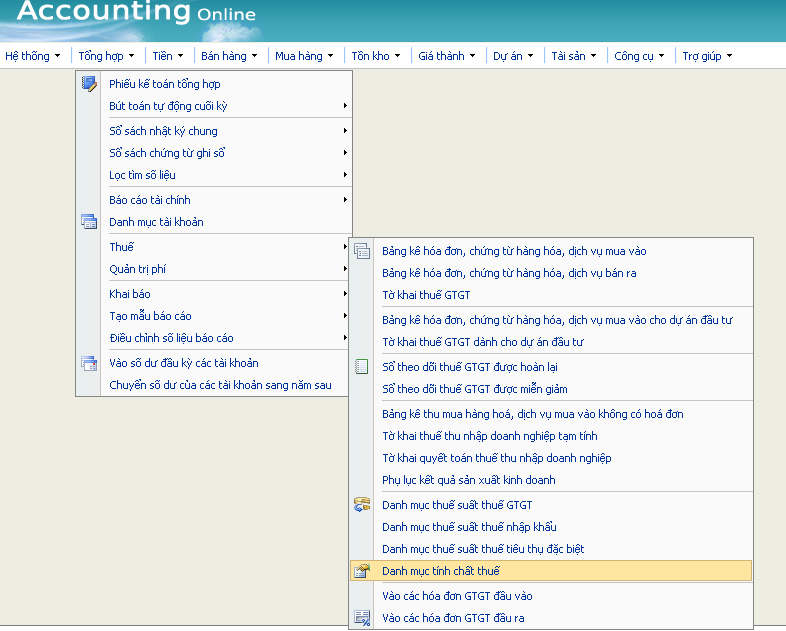 Accounting Online
Hệ thống
Tổng hợp
Tiền
Bán hàng
Mua hàng
Tồn kho
Giá thành
Dự án
Tài sản
Công cụ
Trợ giúp
Phiếu kế toán tổng hợp
Bút toán tự động cuối kỳ
Sổ sách nhật ký chung
Sổ sách chứng từ ghi sổ
Lọc tìm số liệu
Báo cáo tài chính
Danh mục tài khoản
Thuế
Quản trị phí
Khai báo
Tạo mẫu báo cáo
Điều chỉnh số liệu báo cáo
Vào số dư đầu kỳ các tài khoản
Chuyển số dư của các tài khoản sang năm sau
Bảng kê hóa đơn, chứng từ hàng hóa, dịch vụ mua vào
Bảng kê hóa đơn, chứng từ hàng hóa, dịch vụ bán ra
Tờ khai thuế GTGT
Bảng kê hóa đơn, chứng từ hàng hóa, dịch vụ mua vào cho dự án đầu tư
Tờ khai thuế GTGT dành cho dự án đầu tư
Sổ theo dõi thuế GTGT được hoàn lại
Sổ theo dõi thuế GTGT được miễn giảm
Bảng kê thu mua hàng hoá, dịch vụ mua vào không có hoá đơn
Tờ khai thuế thu nhập doanh nghiệp tạm tính
Tờ khai quyết toán thuế thu nhập doanh nghiệp
Phụ lục kết quả sản xuất kinh doanh
Danh mục thuế suất thuế GTGT
Danh mục thuế suất thuế nhập khẩu
Danh mục thuế suất thuế tiêu thụ đặc biệt
Danh mục tính chất thuế
Vào các hóa đơn GTGT đầu vào
Vào các hóa đơn GTGT đầu ra